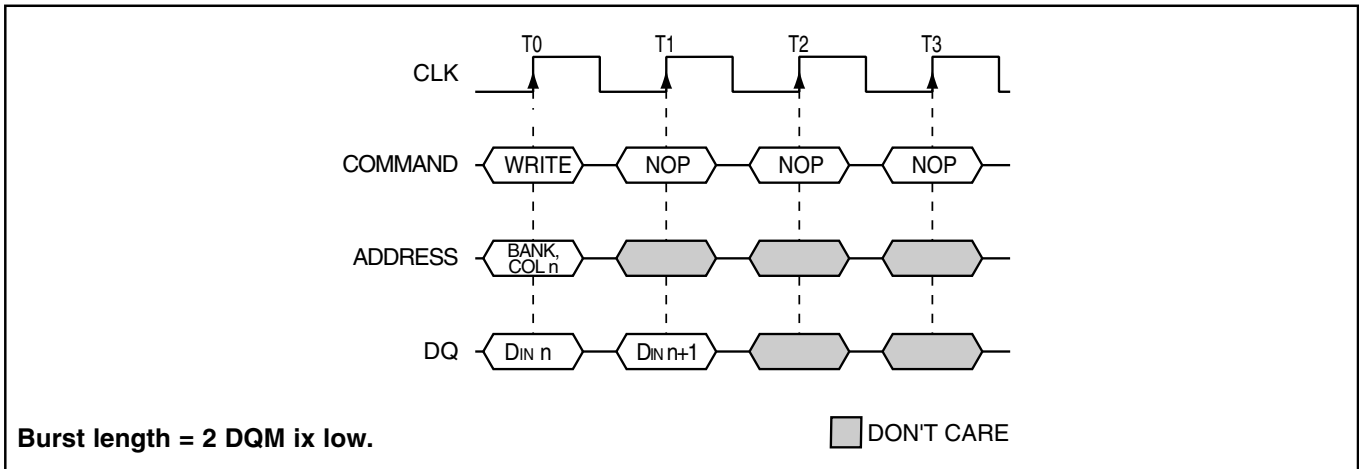 T0 T1 T2 T3
CLK
COMMAND WRITE NOP NOP NOP
ADDRESS BANK,
COL n
DQ DIN n DIN n+1
Burst length = 2 DQM ix low. DON'T CARE